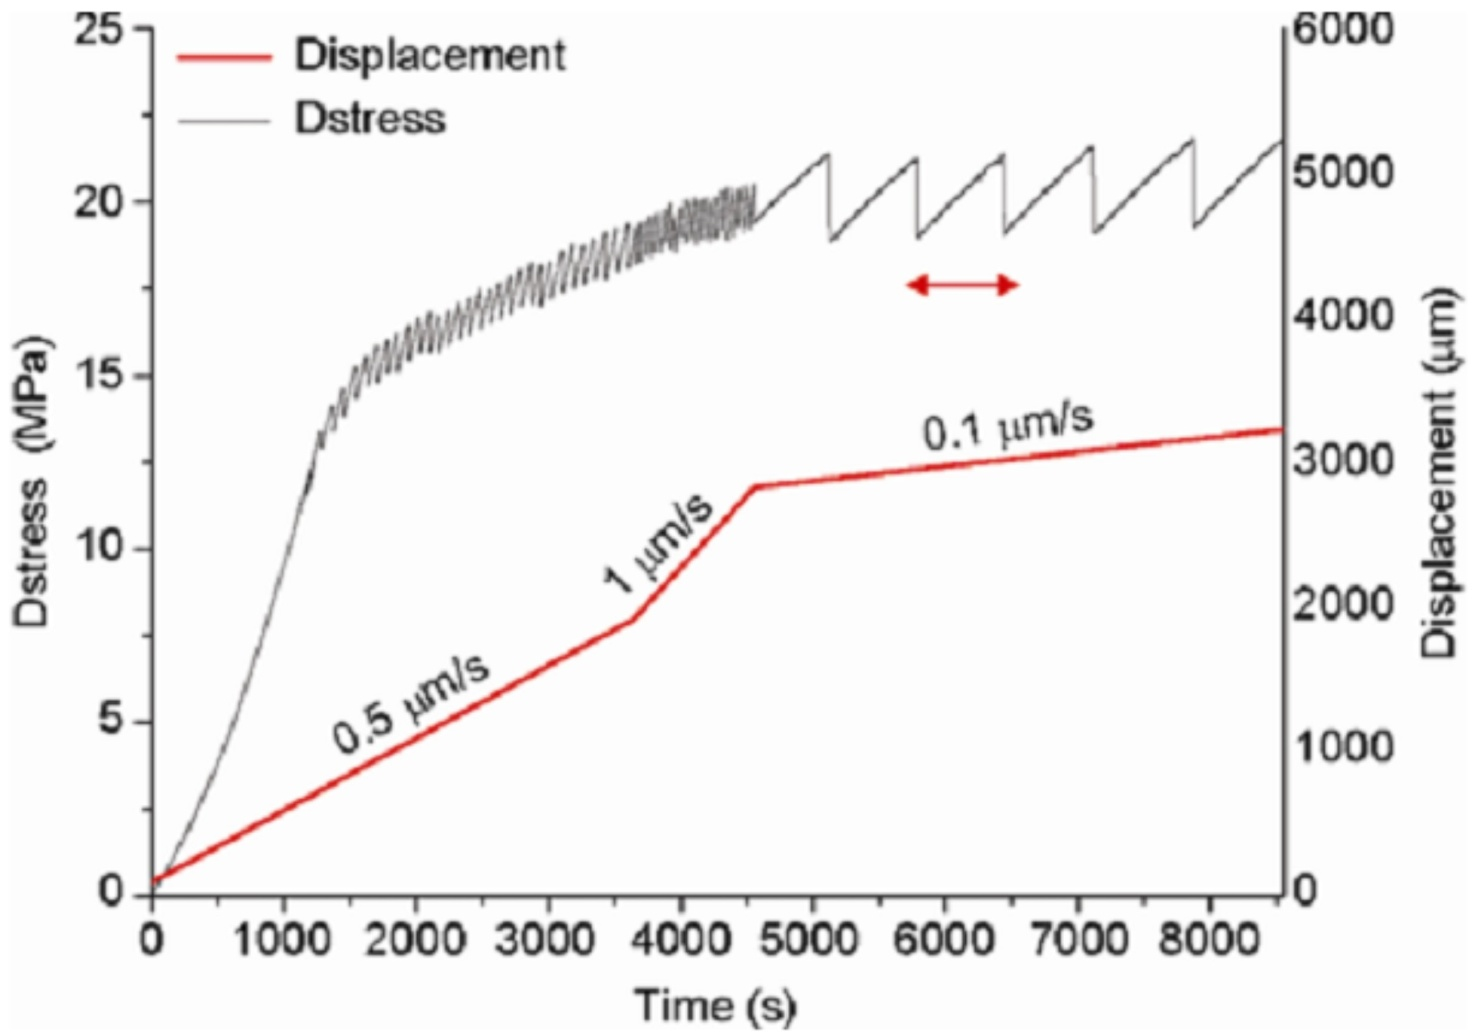 Displacement
Dstress
25
20
15
10
5
0
Dstress (MPa)
6000
5000
4000
3000
2000
1000
0
Displacement (μm)
0.5 μm/s
1 μm/s
0.1 μm/s
0 1000 2000 3000 4000 5000 6000 7000 8000
Time (s)